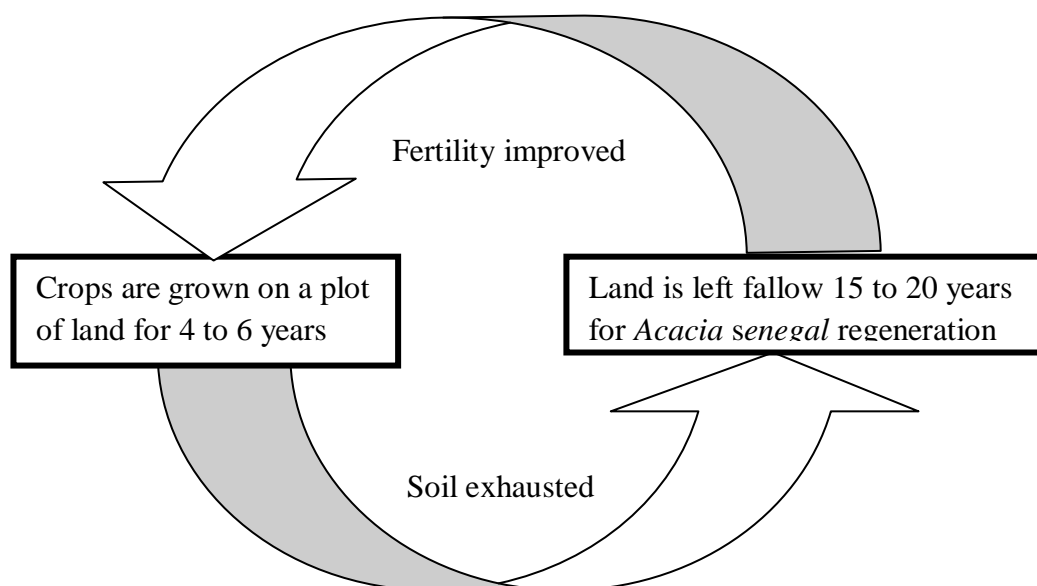 Fertility improved
Crops are grown on a plot
of land for 4 to 6 years
Land is left fallow 15 to 20 years
for Acacia senegal regeneration
Soil exhausted